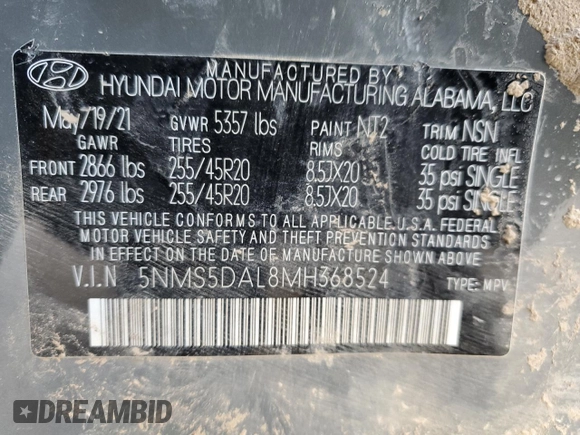 MANUFACTURED BY
HYUNDAI MOTOR MANUFACTURING ALABAMA, LLC
May/19/21 GVWR 5357 lbs PAINT NT2 TRIM NSN
GAWR TIRES RIMS COLD TIRE INFL
FRONT 2866 lbs 255/45R20 8.5JX20 35 psi SINGLE
REAR 2976 lbs 255/45R20 8.5JX20 35 psi SINGLE
THIS VEHICLE CONFORMS TO ALL APPLICABLE U.S.A. FEDERAL
MOTOR VEHICLE SAFETY AND THEFT PREVENTION STANDARDS
IN EFFECT ON THE DATE OF MANUFACTURE SHOWN ABOVE.
V.I.N 5NMS5DAL8MH368524 TYPE: MPV
DREAMBID